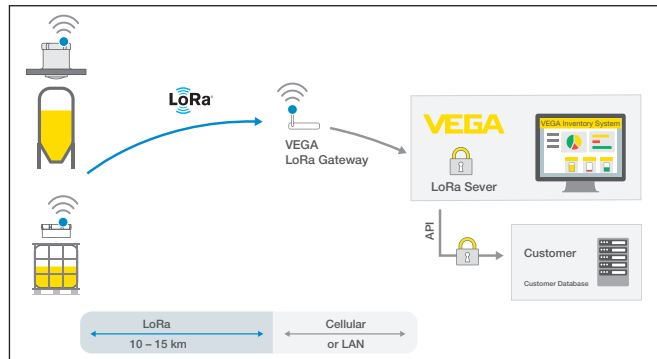 LoRa
VEGA
LoRa Gateway
VEGA
LoRa Sever
VEGA Inventory System
API
Customer
Customer Database
LoRa
10 – 15 km
Cellular
or LAN